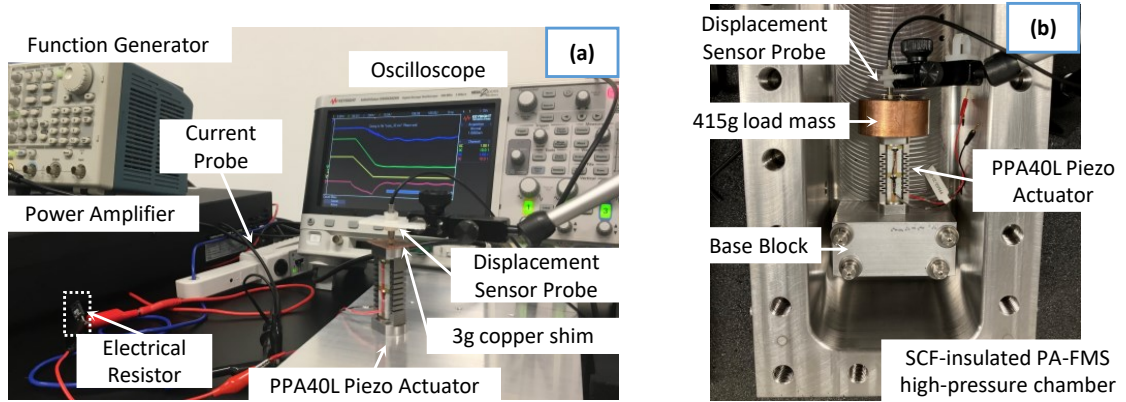 (a)
Function Generator
Oscilloscope
KEYSIGHT
Current
Probe
Power Amplifier
Displacement
Sensor Probe
3g copper shim
Electrical
Resistor
PPA40L Piezo Actuator
(b)
Displacement
Sensor Probe
415g load mass
PPA40L Piezo
Actuator
Base Block
SCF-insulated PA-FMS
high-pressure chamber